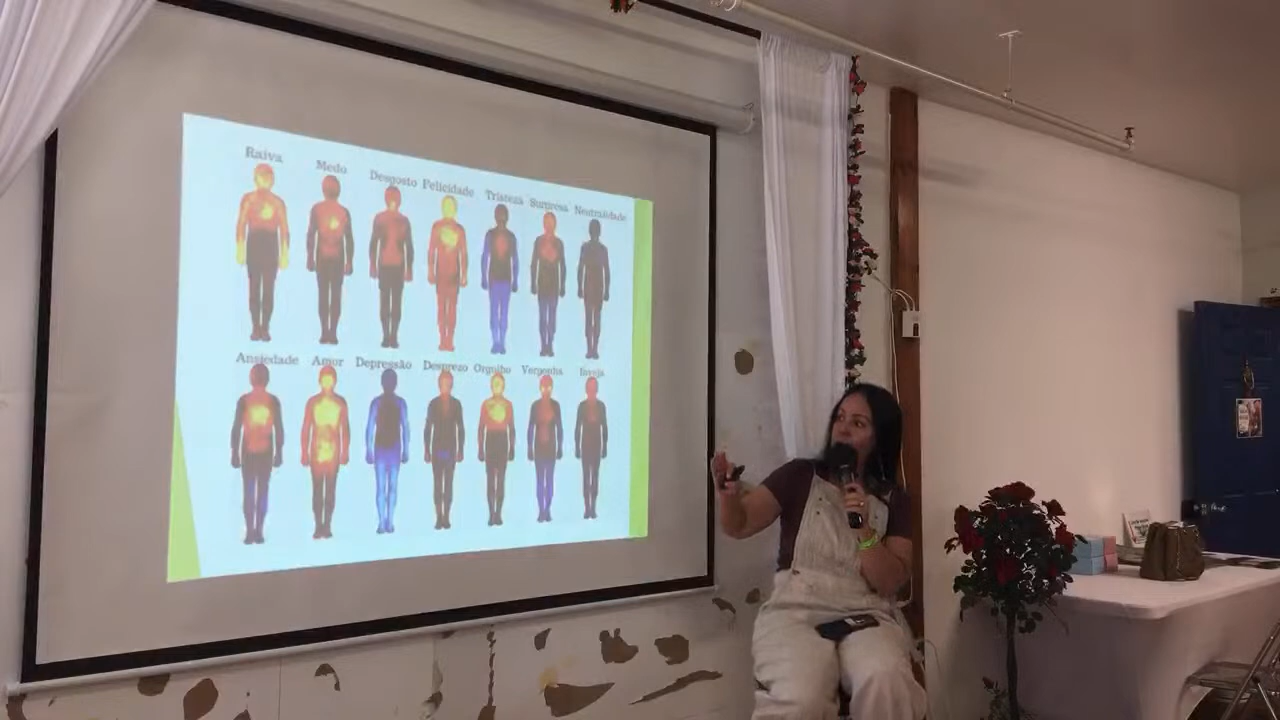 Raiva Medo Desgosto Felicidade Tristeza Surpresa Neutralidade
Ansiedade Amor Depressão Desprezo Orgulho Vergonha Inveja